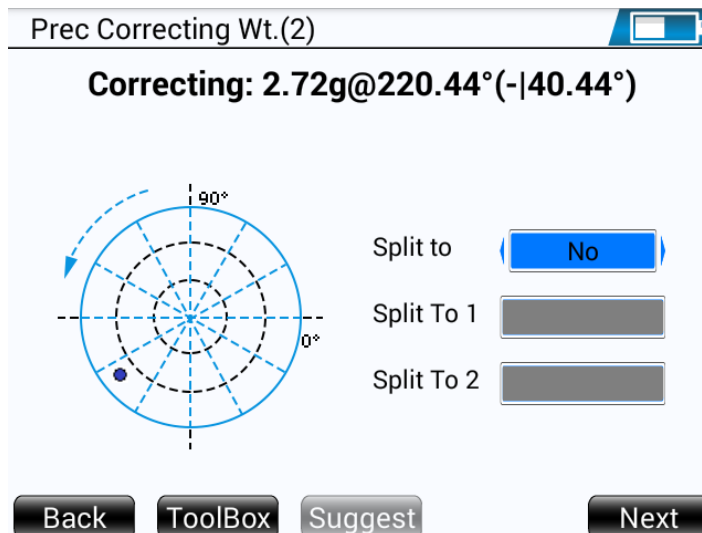 Prec Correcting Wt.(2)
Correcting: 2.72g@220.44°(-|40.44°)
90°
0°
Split to
No
Split To 1
Split To 2
Back
ToolBox
Suggest
Next